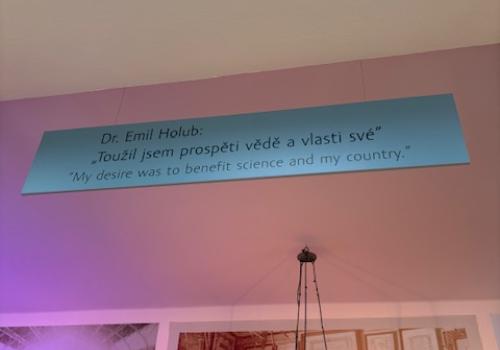 Dr. Emil Holub:
„Toužil jsem prospěti vědě a vlasti své“
“My desire was to benefit science and my country.”